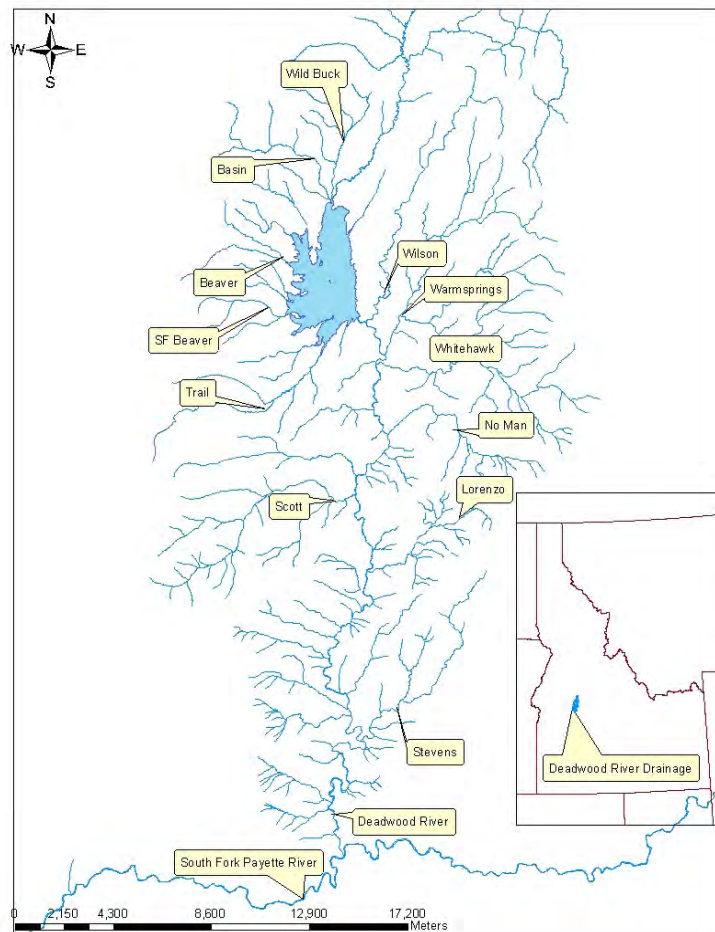 N
W E
S
Wild Buck
Basin
Wilson
Beaver
Warmsprings
SF Beaver
Whitehawk
Trail
No Man
Lorenzo
Scott
Stevens
Deadwood River Drainage
Deadwood River
South Fork Payette River
0 2,150 4,300 8,600 12,900 17,200
Meters